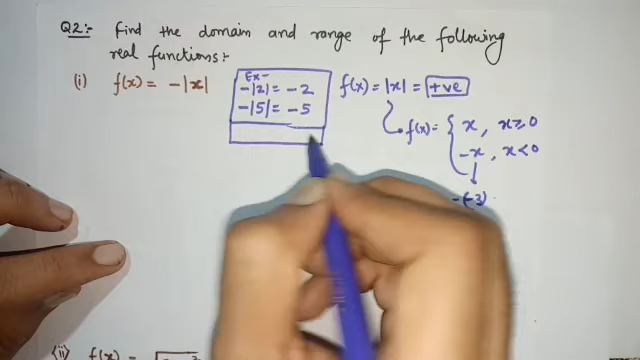 Q2:- Find the domain and range of the following
real functions:-
(i) f(x) = -|x|
Ex-
-|2| = -2
-|5| = -5
f(x) = |x| = +ve
f(x) = { x, x≥0
-x, x<0
-(-3)
(ii) f(x) =